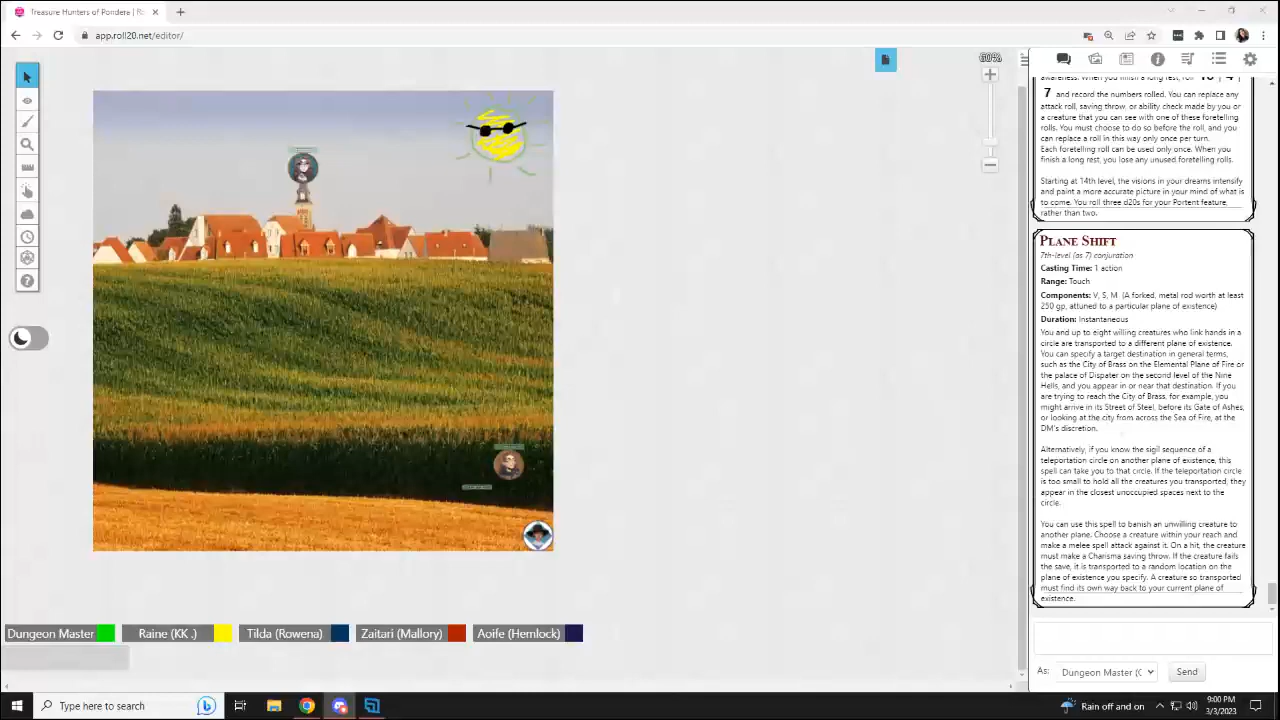 Treasure Hunters of Pondera | Ro
app.roll20.net/editor/
60%
awareness. When you finish a long rest, roll
7 and record the numbers rolled. You can replace any
attack roll, saving throw, or ability check made by you or
a creature that you can see with one of these foretelling
rolls. You must choose to do so before the roll, and you
can replace a roll in this way only once per turn.
Each foretelling roll can be used only once. When you
finish a long rest, you lose any unused foretelling rolls.
Starting at 14th level, the visions in your dreams intensify
and paint a more accurate picture in your mind of what is
to come. You roll three d20s for your Portent feature,
rather than two.
PLANE SHIFT
7th-level (as 7) conjuration
Casting Time: 1 action
Range: Touch
Components: V, S, M (A forked, metal rod worth at least
250 gp, attuned to a particular plane of existence)
Duration: Instantaneous
You and up to eight willing creatures who link hands in a
circle are transported to a different plane of existence.
You can specify a target destination in general terms,
such as the City of Brass on the Elemental Plane of Fire or
the palace of Dispater on the second level of the Nine
Hells, and you appear in or near that destination. If you
are trying to reach the City of Brass, for example, you
might arrive in its Street of Steel, before its Gate of Ashes,
or looking at the city from across the Sea of Fire, at the
DM's discretion.
Alternatively, if you know the sigil sequence of a
teleportation circle on another plane of existence, this
spell can take you to that circle. If the teleportation circle
is too small to hold all the creatures you transported, they
appear in the closest unoccupied spaces next to the
circle.
You can use this spell to banish an unwilling creature to
another plane. Choose a creature within your reach and
make a melee spell attack against it. On a hit, the creature
must make a Charisma saving throw. If the creature fails
the save, it is transported to a random location on the
plane of existence you specify. A creature so transported
must find its own way back to your current plane of
existence.
Dungeon Master
Raine (KK .)
Tilda (Rowena)
Zaitari (Mallory)
Aoife (Hemlock)
As:
Dungeon Master (C
Send
Type here to search
Rain off and on
9:00 PM
3/3/2023